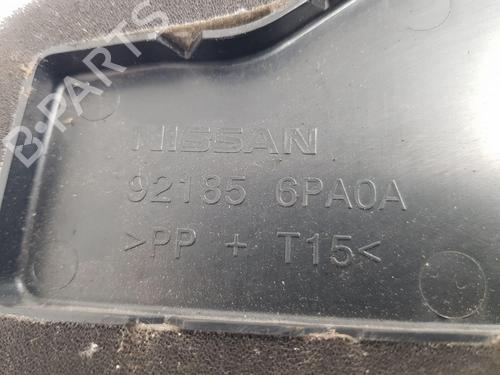 B-PARTS
NISSAN
92185 6PA0A
>PP + T15<